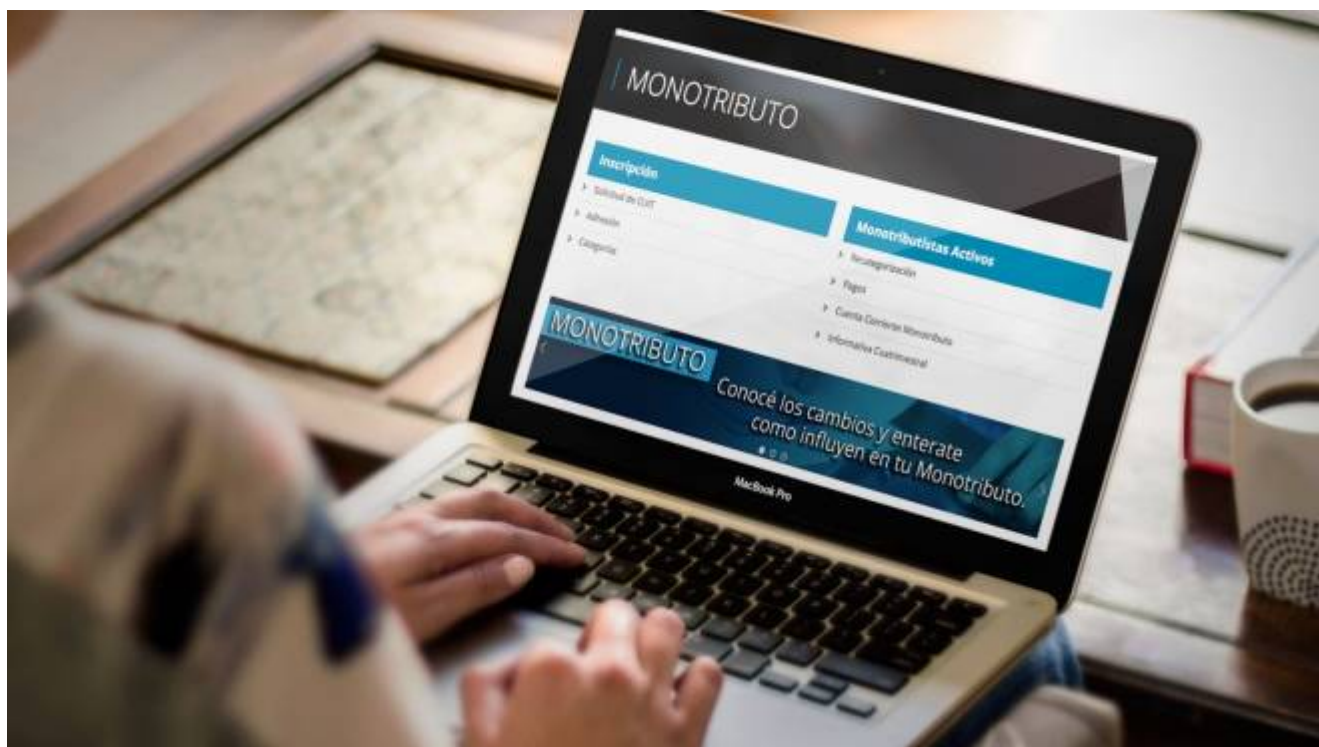 MONOTRIBUTO
Inscripción
Solicitud de CUIT
Adhesión
Categorías
Monotributistas Activos
Recategorización
Pagos
Cuenta Corriente Monotributo
Informativa Cuatrimestral
MONOTRIBUTO
Conocé los cambios y enterate
como influyen en tu Monotributo.
MacBook Pro